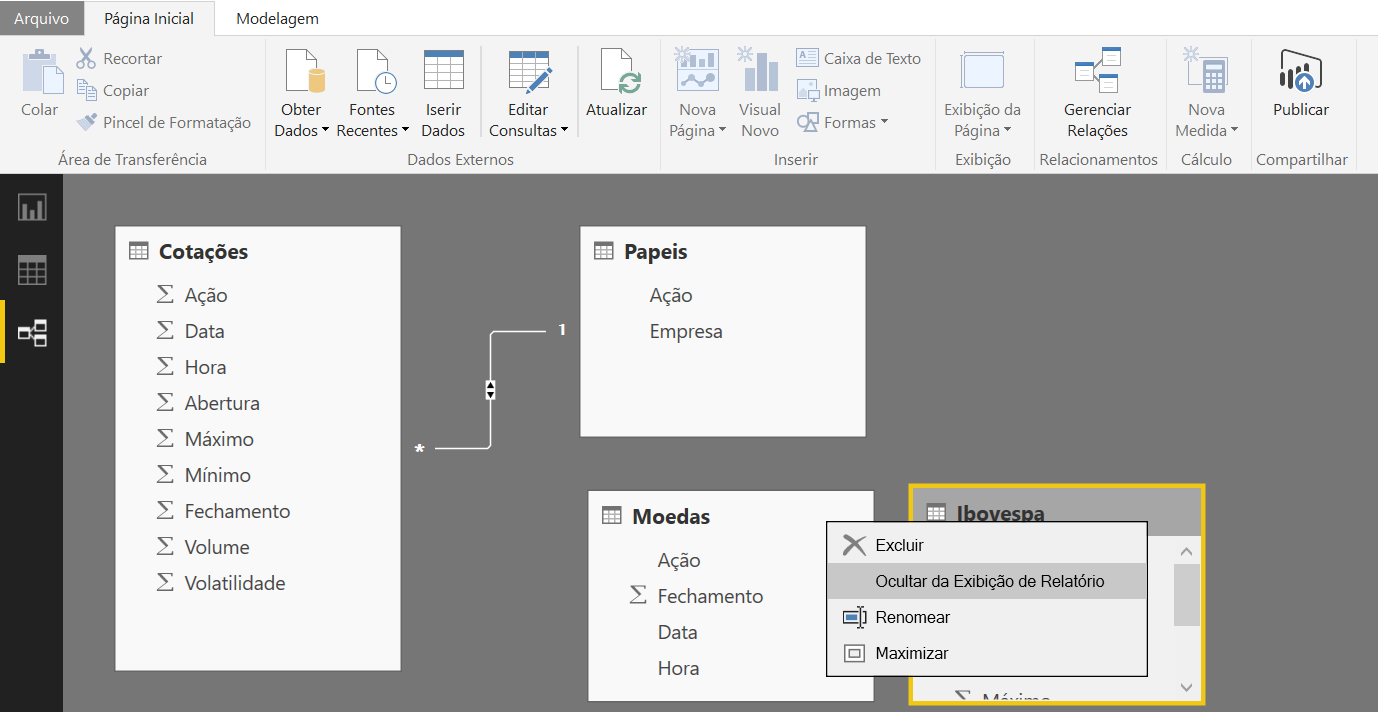 Arquivo Página Inicial Modelagem
Colar
Recortar
Copiar
Pincel de Formatação
Área de Transferência
Obter
Dados
Fontes
Recentes
Iserir
Dados
Editar
Consultas
Atualizar
Dados Externos
Nova
Página
Visual
Novo
Caixa de Texto
Imagem
Formas
Inserir
Exibição da
Página
Exibição
Gerenciar
Relações
Relacionamentos
Nova
Medida
Cálculo
Publicar
Compartilhar
Cotações
Ação
Data
Hora
Abertura
Máximo
Mínimo
Fechamento
Volume
Volatilidade
*
1
Papeis
Ação
Empresa
Moedas
Ação
Fechamento
Data
Hora
Ibovespa
Excluir
Ocultar da Exibição de Relatório
Renomear
Maximizar
Máximo